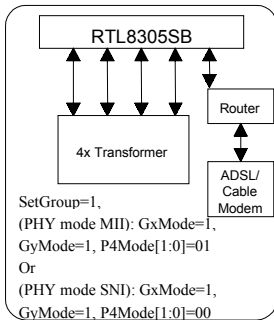 RTL8305SB
Router
4x Transformer
ADSL/
Cable
Modem
SetGroup=1,
(PHY mode MII): GxMode=1,
GyMode=1, P4Mode[1:0]=01
Or
(PHY mode SNI): GxMode=1,
GyMode=1, P4Mode[1:0]=00